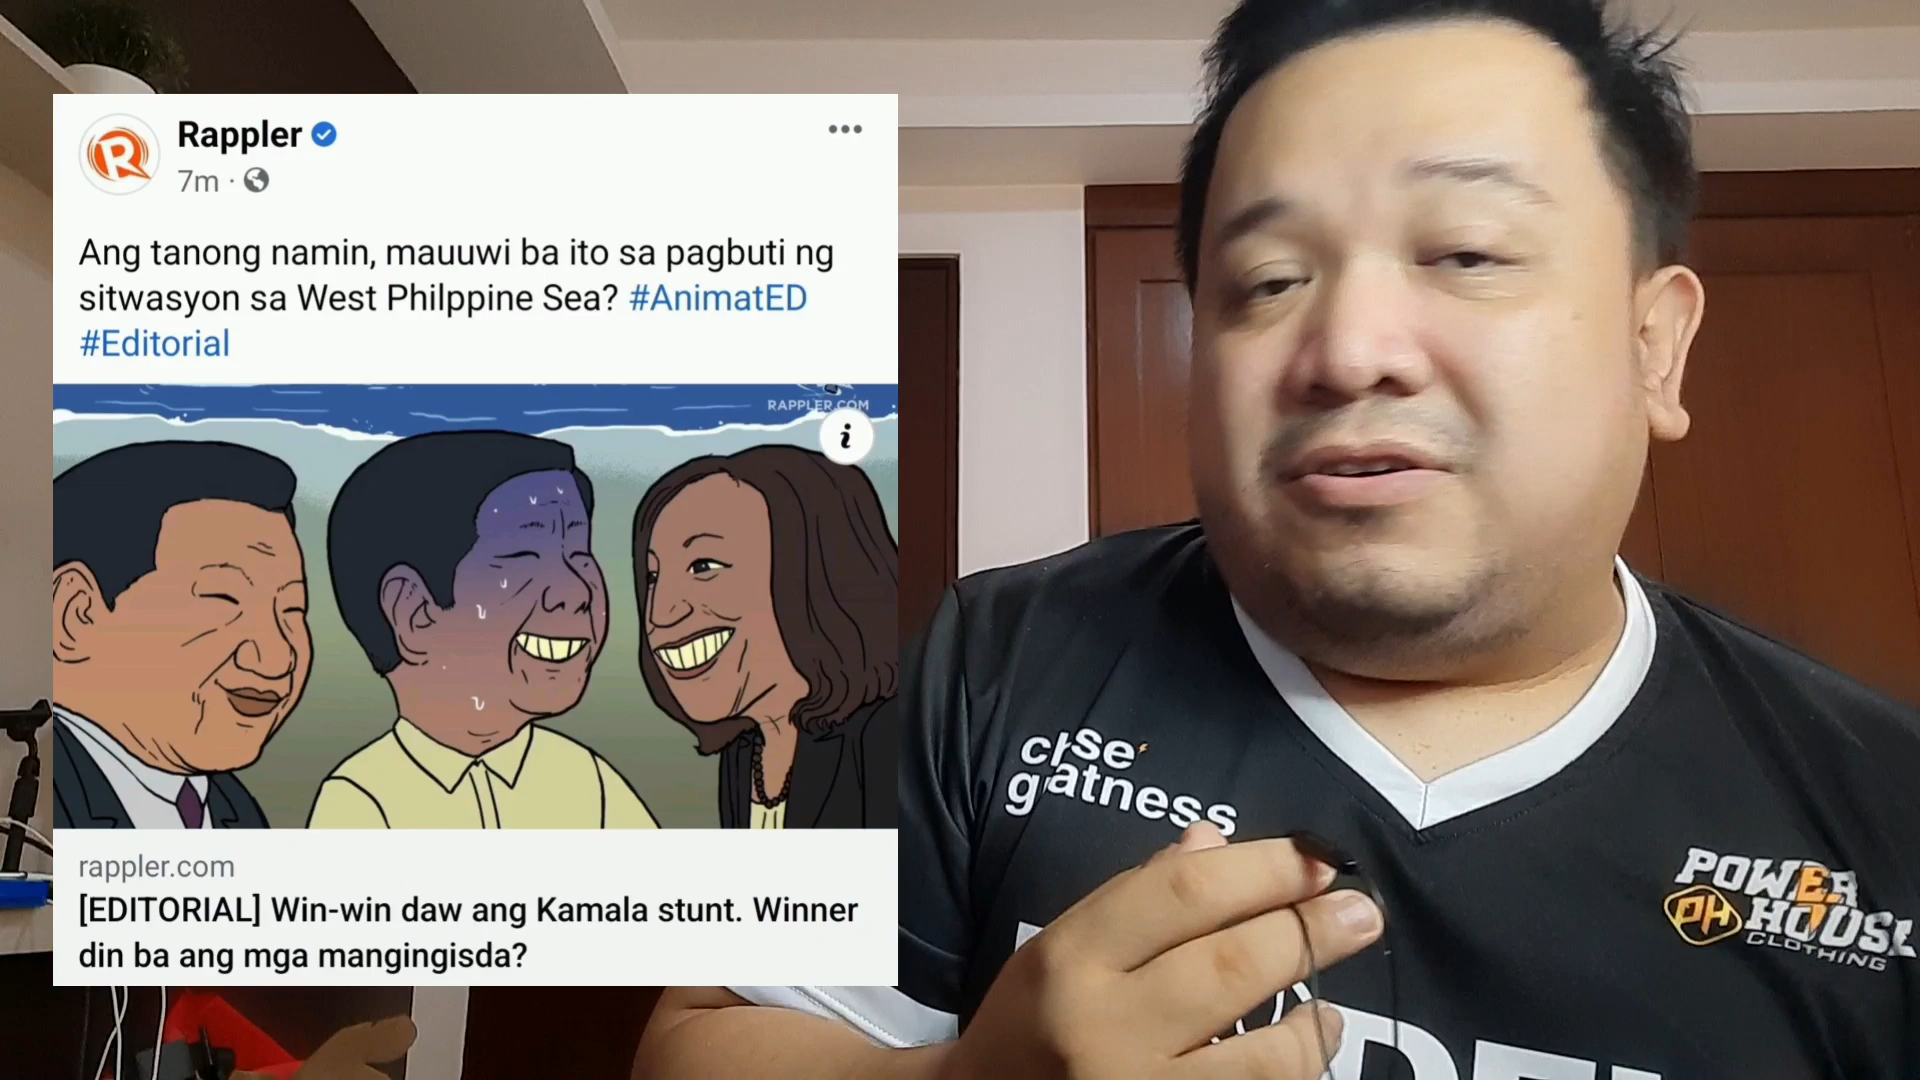 Rappler
7m ·
Ang tanong namin, mauuwi ba ito sa pagbuti ng
sitwasyon sa West Philppine Sea? #AnimatED
#Editorial
RAPPLER.COM
rappler.com
[EDITORIAL] Win-win daw ang Kamala stunt. Winner
din ba ang mga mangingisda?
POWER
PH HOUSE
CLOTHING